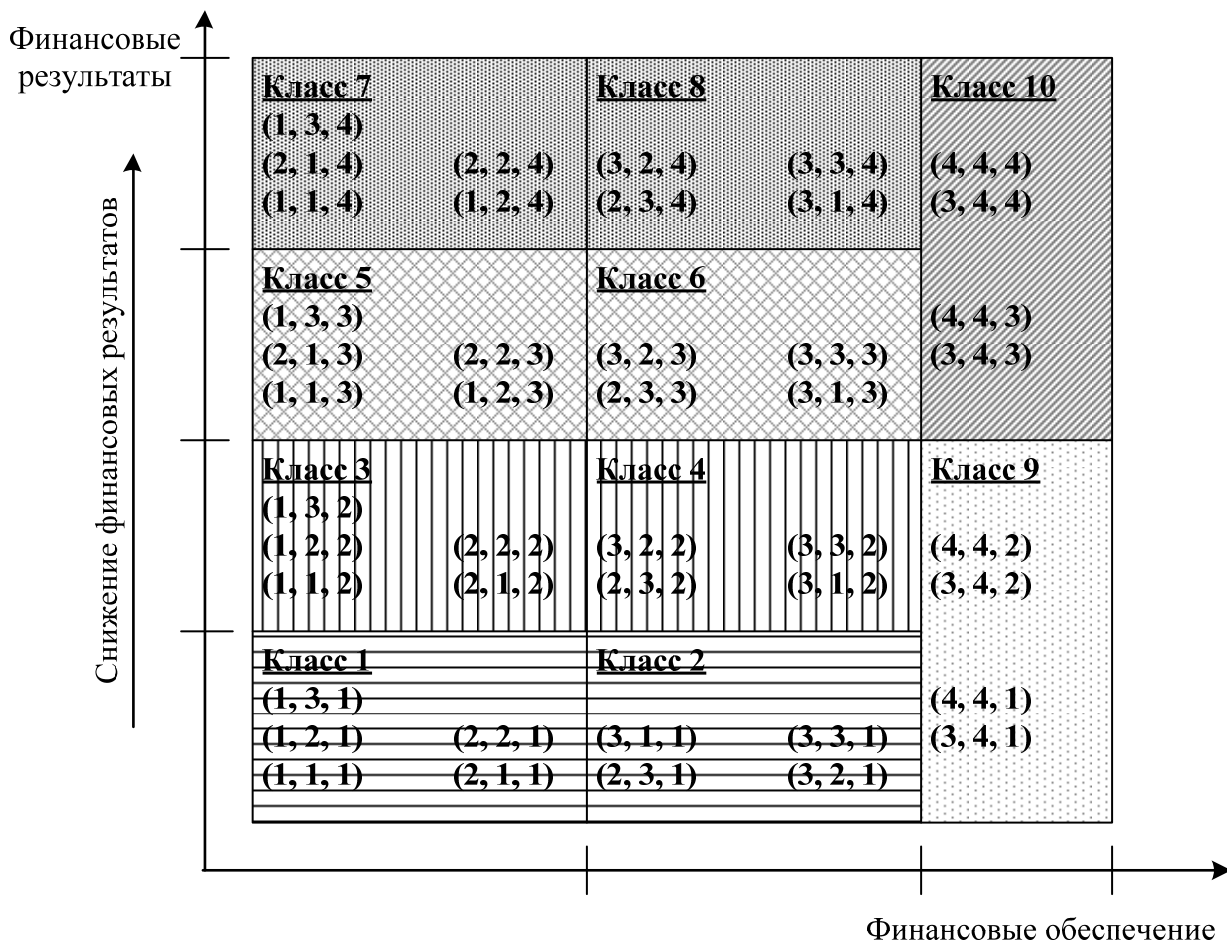 Финансовые
результаты
Снижение финансовых результатов
Класс 7
(1, 3, 4)
(2, 1, 4) (2, 2, 4)
(1, 1, 4) (1, 2, 4)
Класс 8
(3, 2, 4) (3, 3, 4)
(2, 3, 4) (3, 1, 4)
Класс 10
(4, 4, 4)
(3, 4, 4)
(4, 4, 3)
(3, 4, 3)
Класс 5
(1, 3, 3)
(2, 1, 3) (2, 2, 3)
(1, 1, 3) (1, 2, 3)
Класс 6
(3, 2, 3) (3, 3, 3)
(2, 3, 3) (3, 1, 3)
Класс 3
(1, 3, 2)
(1, 2, 2) (2, 2, 2)
(1, 1, 2) (2, 1, 2)
Класс 4
(3, 2, 2) (3, 3, 2)
(2, 3, 2) (3, 1, 2)
Класс 9
(4, 4, 2)
(3, 4, 2)
(4, 4, 1)
(3, 4, 1)
Класс 1
(1, 3, 1)
(1, 2, 1) (2, 2, 1)
(1, 1, 1) (2, 1, 1)
Класс 2
(3, 1, 1) (3, 3, 1)
(2, 3, 1) (3, 2, 1)
Финансовые обеспечение